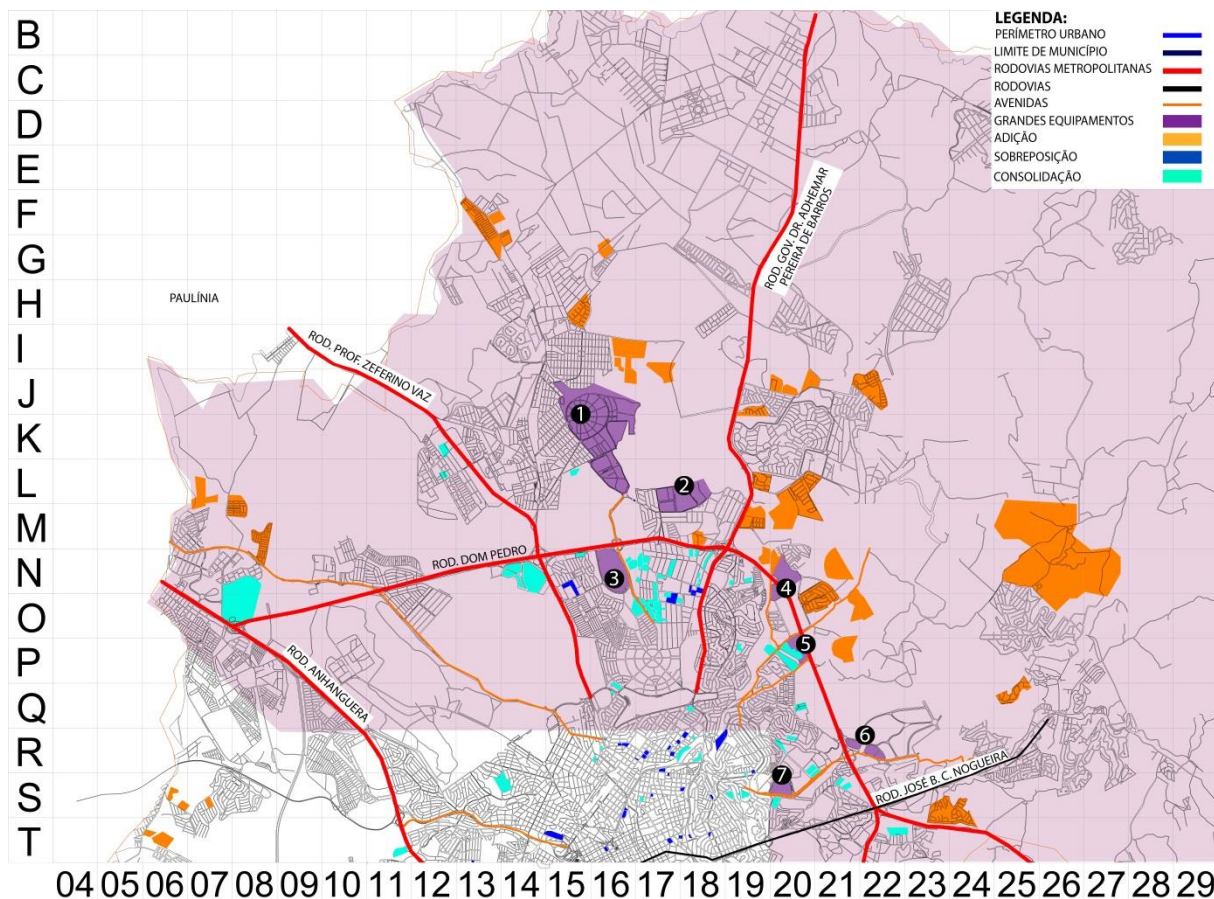 B
C
D
E
F
G
H
I
J
K
L
M
N
O
P
Q
R
S
T
LEGENDA:
PERÍMETRO URBANO
LIMITE DE MUNICÍPIO
RODOVIAS METROPOLITANAS
RODOVIAS
AVENIDAS
GRANDES EQUIPAMENTOS
ADIÇÃO
SOBREPOSIÇÃO
CONSOLIDAÇÃO
ROD. GOV. DR. ADHEMAR
PEREIRA DE BARROS
PAULÍNIA
ROD. PROF. ZEFERINO VAZ
1
2
ROD. DOM PEDRO
3
4
5
ROD. ANHANGUERA
6
7
ROD. JOSÉ B. C. NOGUEIRA
04 05 06 07 08 09 10 11 12 13 14 15 16 17 18 19 20 21 22 23 24 25 26 27 28 29